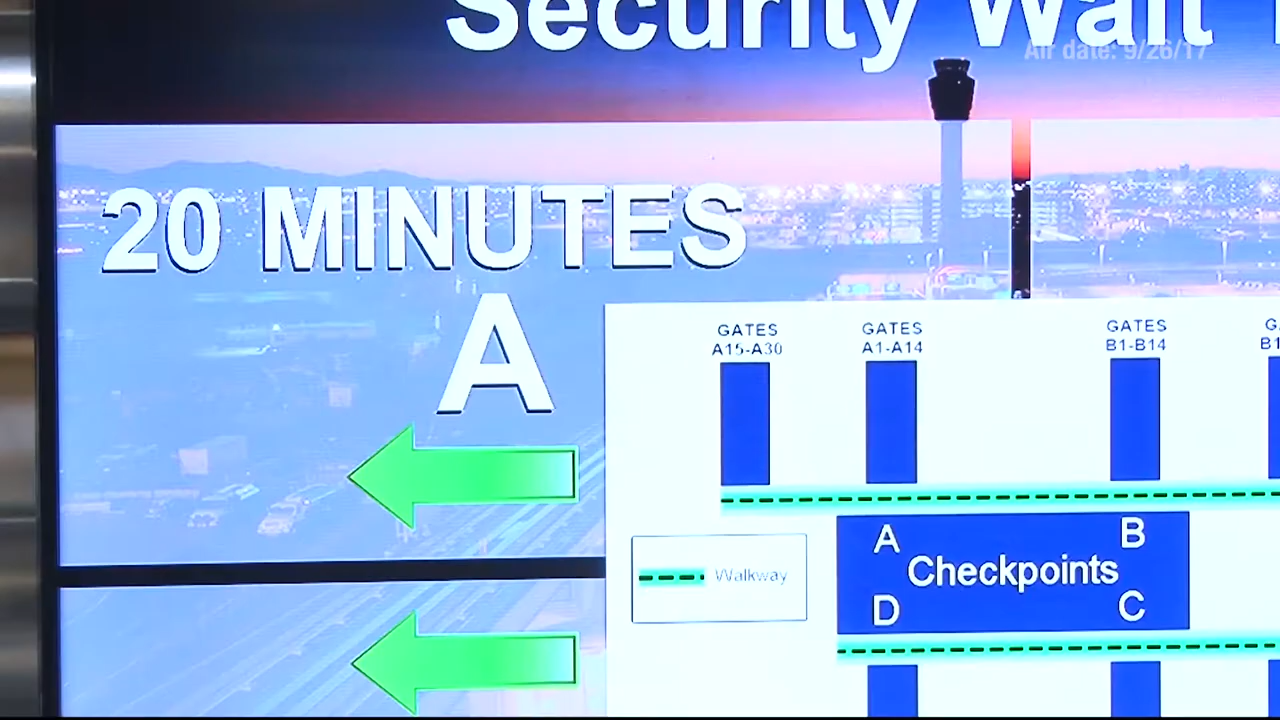 Security Wait
Air date: 9/26/17
20 MINUTES
A
GATES
A15-A30
GATES
A1-A14
GATES
B1-B14
A
B
Checkpoints
D
C
Walkway